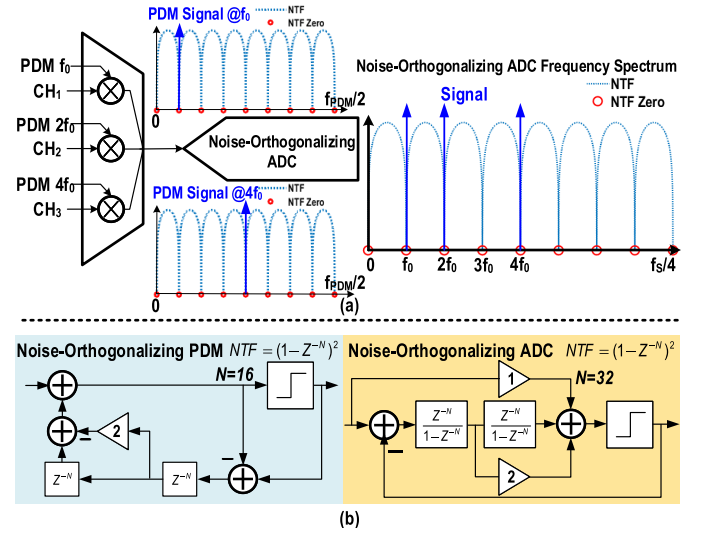 (a)
PDM Signal @f₀
NTF
NTF Zero
0
f_PDM/2
PDM f₀
CH₁
PDM 2f₀
CH₂
PDM 4f₀
CH₃
Noise-Orthogonalizing
ADC
PDM Signal @4f₀
NTF
NTF Zero
0
f_PDM/2
(a)
Noise-Orthogonalizing ADC Frequency Spectrum
NTF
NTF Zero
Signal
0 f₀ 2f₀ 3f₀ 4f₀ f_S/4
Noise-Orthogonalizing PDM NTF = (1−Z^{−N})²
N=16
2
Z^{−N}
Z^{−N}
−
−
Noise-Orthogonalizing ADC NTF = (1−Z^{−N})²
1
N=32
Z^{−N}/(1−Z^{−N})
Z^{−N}/(1−Z^{−N})
2
−
(b)